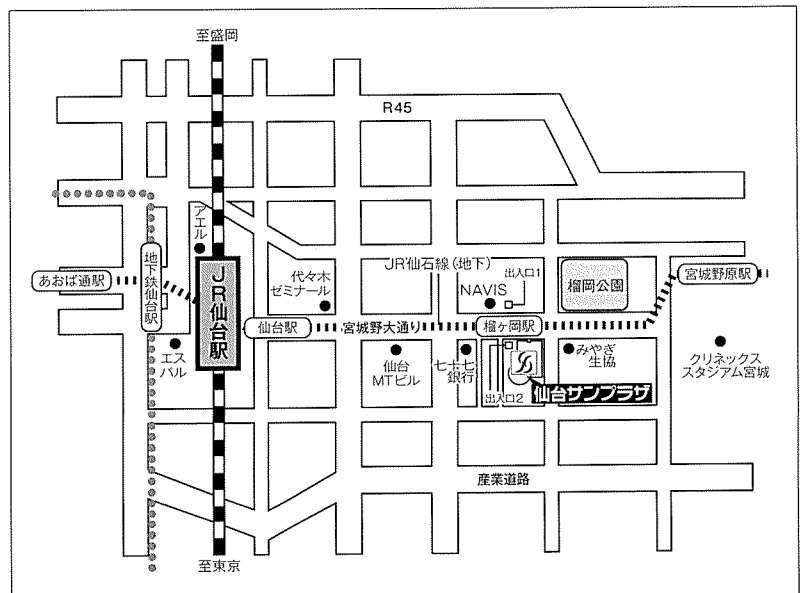 至盛岡
R45
アエル
地下鉄仙台駅
あおば通駅
JR仙台駅
代々木
ゼミナール
JR仙石線（地下）
出入口1
NAVIS
榴岡公園
宮城野原駅
仙台駅
宮城野大通り
榴ヶ岡駅
エス
パル
仙台
MTビル
七十七
銀行
出入口2
みやぎ
生協
仙台サンプラザ
クリネックス
スタジアム宮城
産業道路
至東京